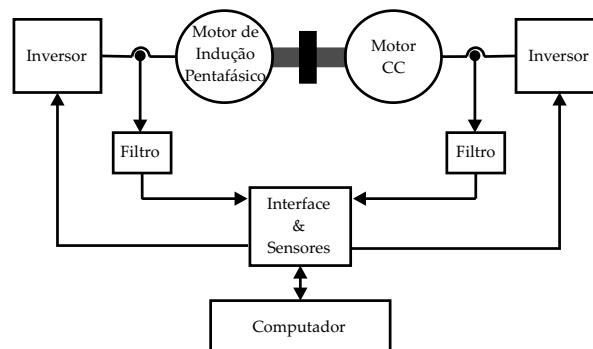 Inversor
Motor de
Indução
Pentafásico
Motor
CC
Inversor
Filtro
Filtro
Interface
&
Sensores
Computador